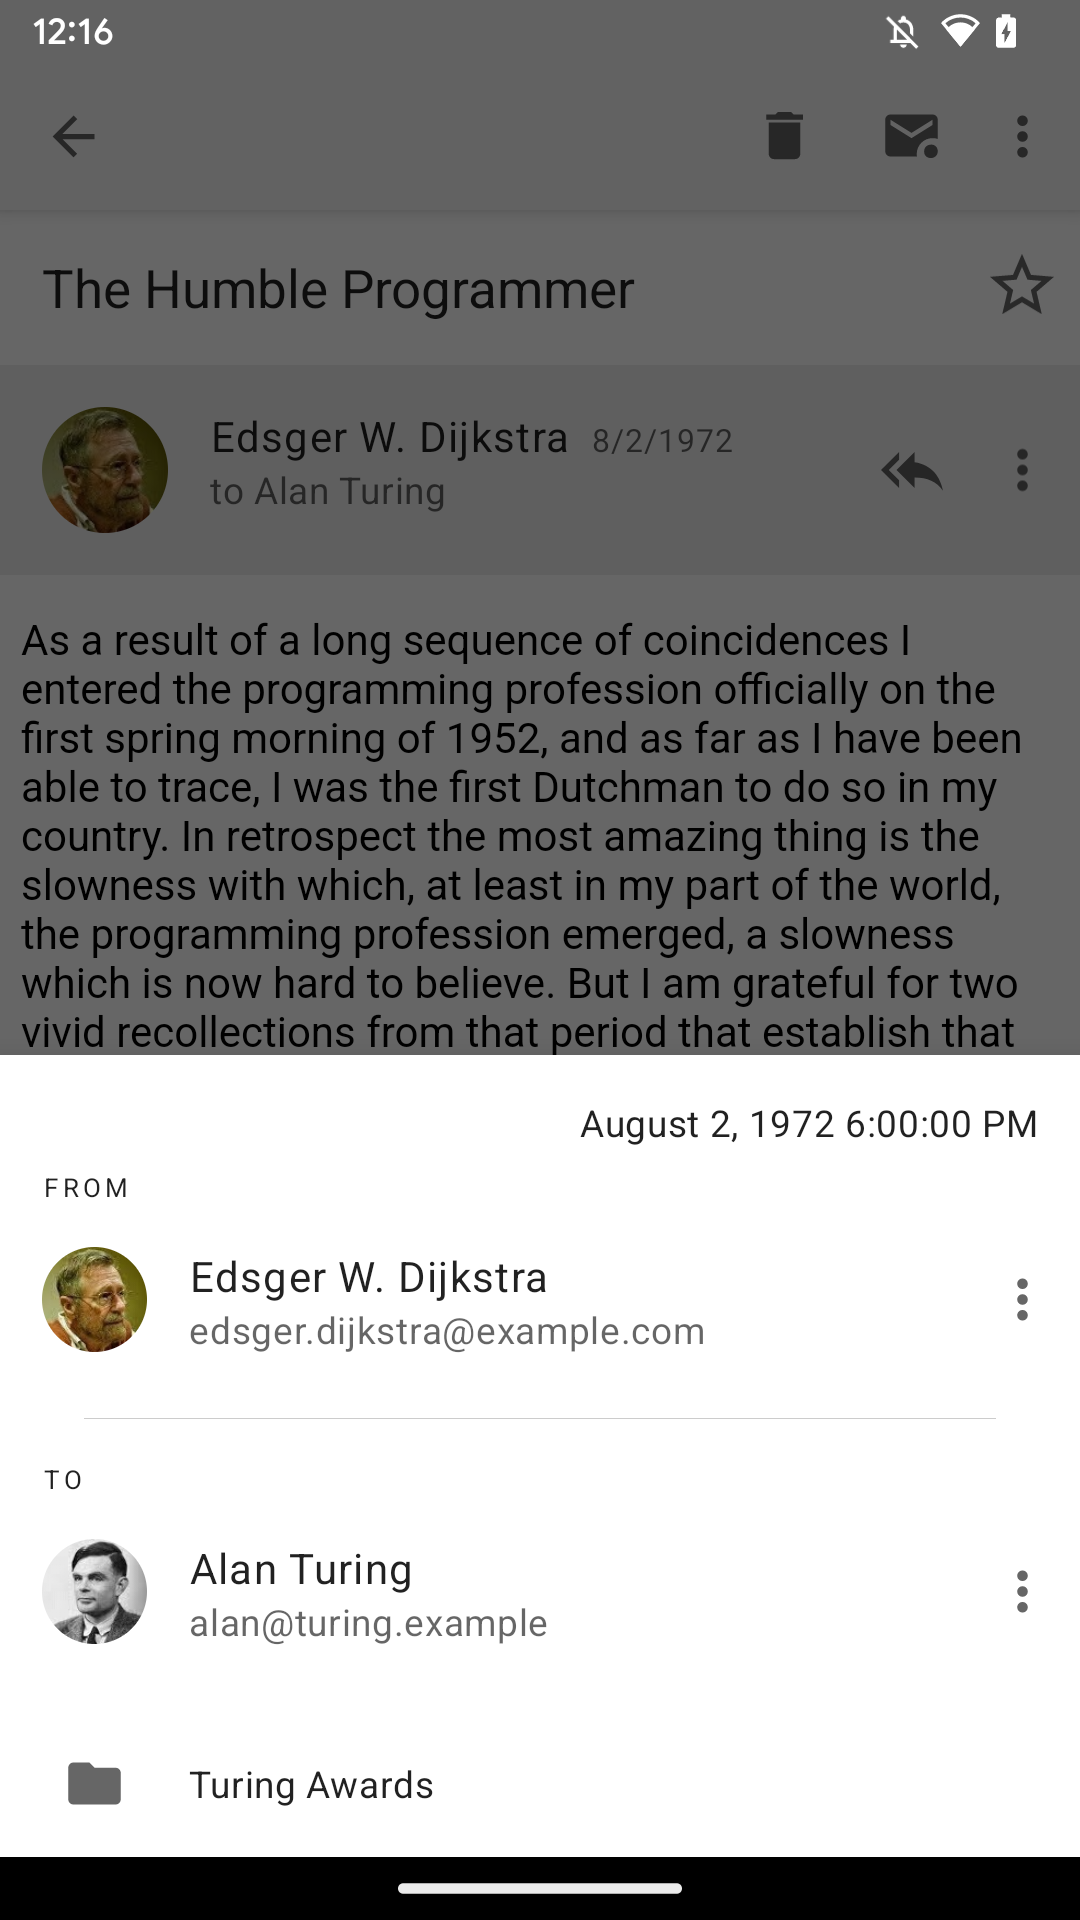 12:16
The Humble Programmer
Edsger W. Dijkstra 8/2/1972
to Alan Turing
As a result of a long sequence of coincidences I
entered the programming profession officially on the
first spring morning of 1952, and as far as I have been
able to trace, I was the first Dutchman to do so in my
country. In retrospect the most amazing thing is the
slowness with which, at least in my part of the world,
the programming profession emerged, a slowness
which is now hard to believe. But I am grateful for two
vivid recollections from that period that establish that
August 2, 1972 6:00:00 PM
FROM
Edsger W. Dijkstra
edsger.dijkstra@example.com
TO
Alan Turing
alan@turing.example
Turing Awards